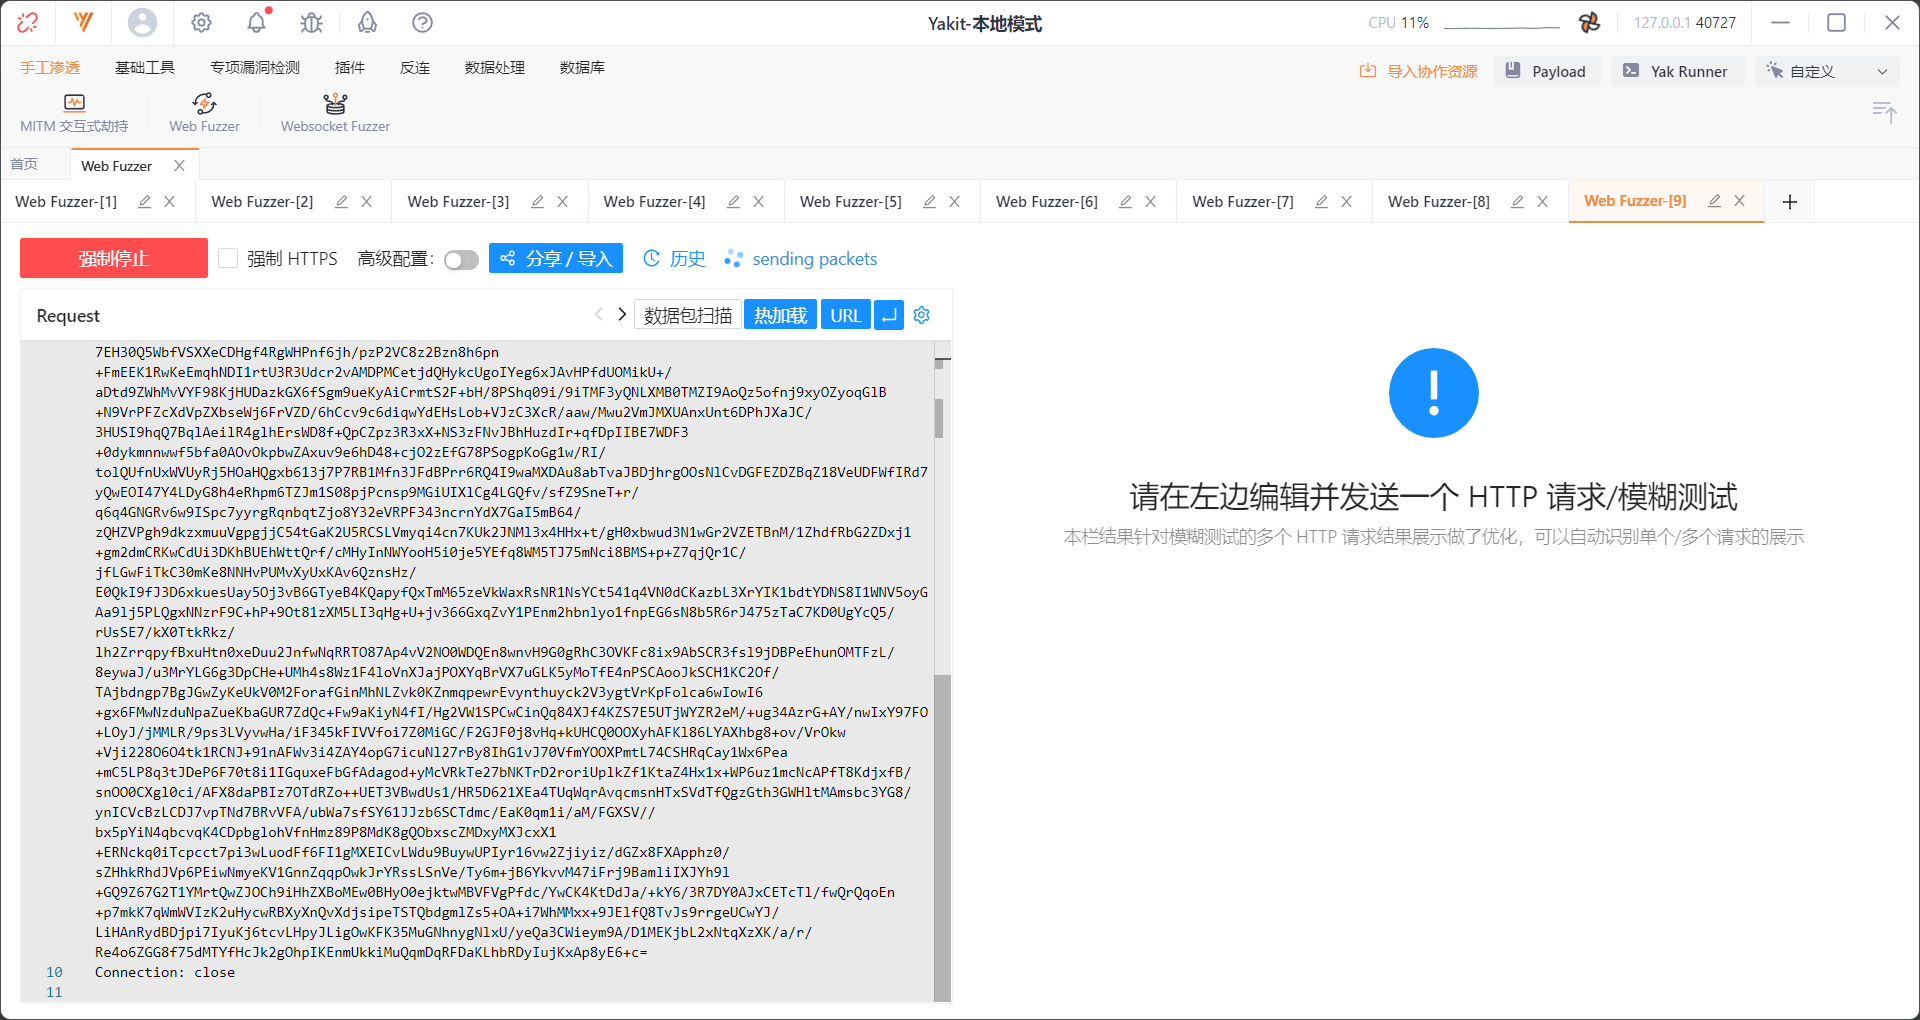 Yakit-本地模式
CPU 11%
127.0.0.1 40727
手工渗透 基础工具 专项漏洞检测 插件 反连 数据处理 数据库
导入协作资源 Payload Yak Runner 自定义
MITM 交互式劫持 Web Fuzzer Websocket Fuzzer
首页 Web Fuzzer
Web Fuzzer-[1] Web Fuzzer-[2] Web Fuzzer-[3] Web Fuzzer-[4] Web Fuzzer-[5] Web Fuzzer-[6] Web Fuzzer-[7] Web Fuzzer-[8] Web Fuzzer-[9]
强制停止 强制 HTTPS 高级配置: 分享 / 导入 历史 sending packets
Request 数据包扫描 热加载 URL
7EH30Q5WbfVSXXeCDHgf4RgWHPnf6jh/pzP2VC8z2Bzn8h6pn
+FmEEK1RwKeEmqhNDI1rtU3R3Udcr2vAMDPMCetjdQHykcUgoIYeg6xJAvHPfdUOMikU+/
aDtd9ZWhMvVYF98KjHUDazkGX6fSgm9ueKyAiCrmtS2F+bH/8PShq09i/9iTMF3yQNLXMB0TMZI9AoQz5ofnj9xyOZyoqGlB
+N9VrPFZcXdVpZXbseWj6FrVZD/6hCcv9c6diqwYdEHsLob+VJzC3XcR/aaw/Mwu2VmJMXUAnxUnt6DPhJXaJC/
3HUSI9hqQ7BqlAeilR4glhErsWD8f+QpCZpz3R3xX+NS3zFNvJBhHuzdIr+qfDpIIBE7WDF3
+0dykmnnwwf5bfa0AOvOkpbwZAxuv9e6hD48+cjO2zEfG78PSogpKoGg1w/RI/
tolQUfnUxWVUyRj5HOaHQgxb613j7P7RB1Mfn3JFdBPrr6RQ4I9waMXDAu8abTvaJBDjhrgOOsNlCvDGFEZDZBqZ18VeUDFWfIRd7
yQwEOI47Y4LDyG8h4eRhpm6TZJm1S08pjPcnsp9MGiUIXlCg4LGQfv/sfZ9SneT+r/
q6q4GNGRv6w9ISpc7yyrgRqnbqtZjo8Y32eVRPF343ncrnYdX7GaI5mB64/
zQHZVPgh9dkzxmuuVgpgjjC54tGaK2U5RCSLVmyqi4cn7KUk2JNMl3x4HHx+t/gH0xbwud3N1wGr2VZETBnM/1ZhdfRbG2ZDxj1
+gm2dmCRKwCdUi3DKhBUEhWttQrf/cMHyInNWYooH5i0je5YEfq8WM5TJ75mNci8BMS+p+Z7qjQr1C/
jfLGwFiTkC30mKe8NNHvPUMvXyUxKAv6QznsHz/
E0QkI9fJ3D6xkuesUay5Oj3vB6GTyeB4KQapyfQxTmM65zeVkWaxRsNR1NsYCt541q4VN0dCKazbL3XrYIK1bdtYDNS8I1WNV5oyG
Aa9lj5PLQgxNNzrF9C+hP+9Ot81zXM5LI3qHg+U+jv366GxqZvY1PEnm2hbnlyo1fnpEG6sN8b5R6rJ475zTaC7KD0UgYcQ5/
rUsSE7/kX0TtkRkz/
lh2ZrrqpyfBxuHtn0xeDuu2JnfwNqRRTO87Ap4vV2NO0WDQEn8wnvH9G0gRhC3OVKFc8ix9AbSCR3fsl9jDBPeEhunOMTFzL/
8eywaJ/u3MrYLG6g3DpCHe+UMh4s8Wz1F4loVnXJajPOXYqBrVX7uGLK5yMoTfE4nPSCAooJkSCH1KC2Of/
TAjbdngp7BgJGwZyKeUkV0M2ForafGinMhNLZvk0KZnmqpewrEvynthuyck2V3ygtVrKpFolca6wIowI6
+gx6FMwNzduNpaZueKbaGUR7ZdQc+Fw9aKiyN4fI/Hg2VW1SPCwCinQq84XJf4KZS7E5UTjWYZR2eM/+ug34AzrG+AY/nwIxY97FO
+LOyJ/jMMLR/9ps3LVyvwHa/iF345kFIVVfoi7Z0MiGC/F2GJF0j8vHq+kUHCQ0OOXyhAFKl86LYAXhbg8+ov/VrOkw
+Vji228O6O4tk1RCNJ+91nAFWv3i4ZAY4opG7icuNl27rBy8IhG1vJ70VfmYOOXPmtL74CSHRqCay1Wx6Pea
+mC5LP8q3tJDeP6F70t8i1IGquxeFbGfAdagod+yMcVRkTe27bNKTrD2roriUplkZf1KtaZ4Hx1x+WP6uz1mcNcAPfT8KdjxfB/
snOO0CXgl0ci/AFX8daPBIz7OTdRZo++UET3VBwdUs1/HR5D621XEa4TUqWqrAvqcmsnHTxSVdTfQgzGth3GWHltMAmsbc3YG8/
ynICVcBzLCDJ7vpTNd7BRvVFA/ubWa7sfSY61JJzb6SCTdmc/EaK0qm1i/aM/FGXSV//
bx5pYiN4qbcvqK4CDpbglohVfnHmz89P8MdK8gQObxscZMDxyMXJcxX1
+ERNckq0iTcpcct7pi3wLuodFf6FI1gMXEICvLWdu9BuywUPIyr16vw2Zjiyiz/dGZx8FXApphz0/
sZHhkRhdJVp6PEiwNmyeKV1GnnZqqpOwkJrYRssLSnVe/Ty6m+jB6YkvvM47iFrj9BamliIXJYh9l
+GQ9Z67G2T1YMrtQwZJOCh9iHhZXBoMEw0BHyO0ejktwMBVFVgPfdc/YwCK4KtDdJa/+kY6/3R7DY0AJxCETcTl/fwQrQqoEn
+p7mkK7qWmWVIzK2uHycwRBXyXnQvXdjsipeTSTQbdgmlZs5+OA+i7WhMMxx+9JElfQ8TvJs9rrgeUCwYJ/
LiHAnRydBDjpi7IyuKj6tcvLHpyJLigOwKFK35MuGNhnygNlxU/yeQa3CWieym9A/D1MEKjbL2xNtqXzXK/a/r/
Re4o6ZGG8f75dMTYfHcJk2gOhpIKEnmUkkiMuQqmDqRFDaKLhbRDyIujKxAp8yE6+c=
10 Connection: close
11
请在左边编辑并发送一个 HTTP 请求/模糊测试
本栏结果针对模糊测试的多个 HTTP 请求结果展示做了优化，可以自动识别单个/多个请求的展示